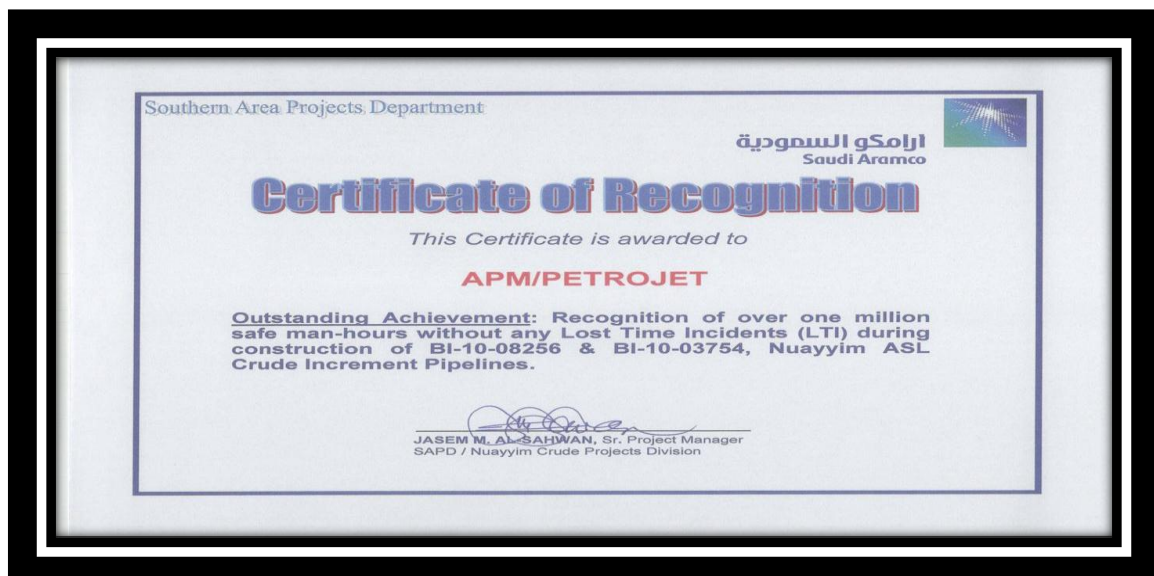 Southern Area Projects Department
ارامكو السعودية
Saudi Aramco
Certificate of Recognition
This Certificate is awarded to
APM/PETROJET
Outstanding Achievement: Recognition of over one million
safe man-hours without any Lost Time Incidents (LTI) during
construction of BI-10-08256 & BI-10-03754, Nuayyim ASL
Crude Increment Pipelines.
JASEM M. AL-SAHWAN, Sr. Project Manager
SAPD / Nuayyim Crude Projects Division